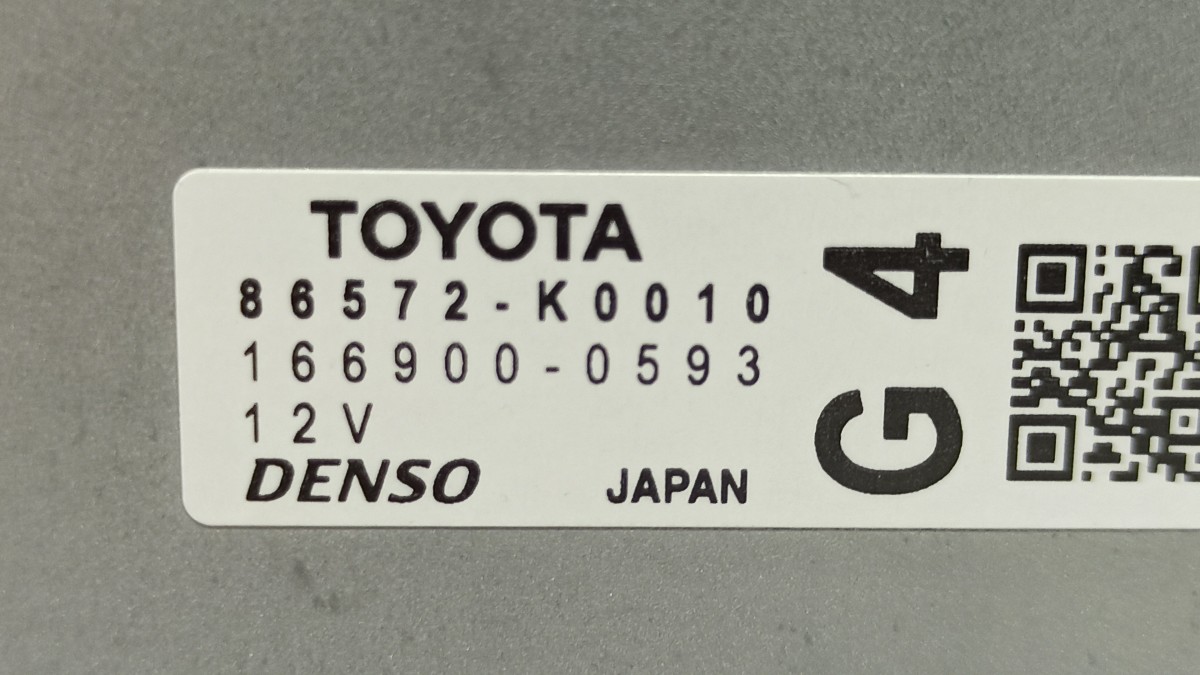 TOYOTA
86572-K0010
166900-0593
12V
DENSO JAPAN
G4